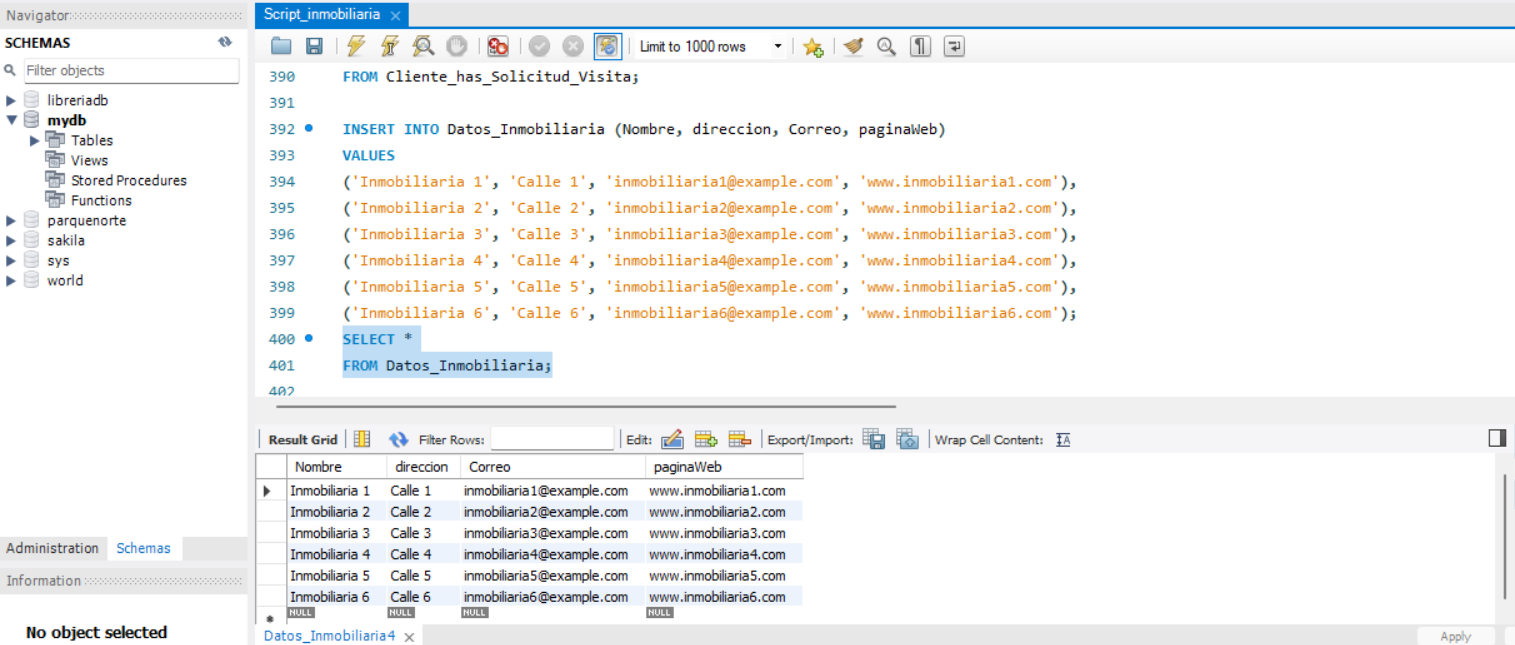 Navigator
SCHEMAS
Filter objects
libreriadb
mydb
Tables
Views
Stored Procedures
Functions
parquenorte
sakila
sys
world
Administration Schemas
Information
No object selected
Script_inmobiliaria
Limit to 1000 rows
390 FROM Cliente_has_Solicitud_Visita;
391
392 INSERT INTO Datos_Inmobiliaria (Nombre, direccion, Correo, paginaWeb)
393 VALUES
394 ('Inmobiliaria 1', 'Calle 1', 'inmobiliaria1@example.com', 'www.inmobiliaria1.com'),
395 ('Inmobiliaria 2', 'Calle 2', 'inmobiliaria2@example.com', 'www.inmobiliaria2.com'),
396 ('Inmobiliaria 3', 'Calle 3', 'inmobiliaria3@example.com', 'www.inmobiliaria3.com'),
397 ('Inmobiliaria 4', 'Calle 4', 'inmobiliaria4@example.com', 'www.inmobiliaria4.com'),
398 ('Inmobiliaria 5', 'Calle 5', 'inmobiliaria5@example.com', 'www.inmobiliaria5.com'),
399 ('Inmobiliaria 6', 'Calle 6', 'inmobiliaria6@example.com', 'www.inmobiliaria6.com');
400 SELECT *
401 FROM Datos_Inmobiliaria;
402
Result Grid Filter Rows: Edit: Export/Import: Wrap Cell Content:
Nombre direccion Correo paginaWeb
Inmobiliaria 1 Calle 1 inmobiliaria1@example.com www.inmobiliaria1.com
Inmobiliaria 2 Calle 2 inmobiliaria2@example.com www.inmobiliaria2.com
Inmobiliaria 3 Calle 3 inmobiliaria3@example.com www.inmobiliaria3.com
Inmobiliaria 4 Calle 4 inmobiliaria4@example.com www.inmobiliaria4.com
Inmobiliaria 5 Calle 5 inmobiliaria5@example.com www.inmobiliaria5.com
Inmobiliaria 6 Calle 6 inmobiliaria6@example.com www.inmobiliaria6.com
NULL NULL NULL NULL
Datos_Inmobiliaria4
Apply